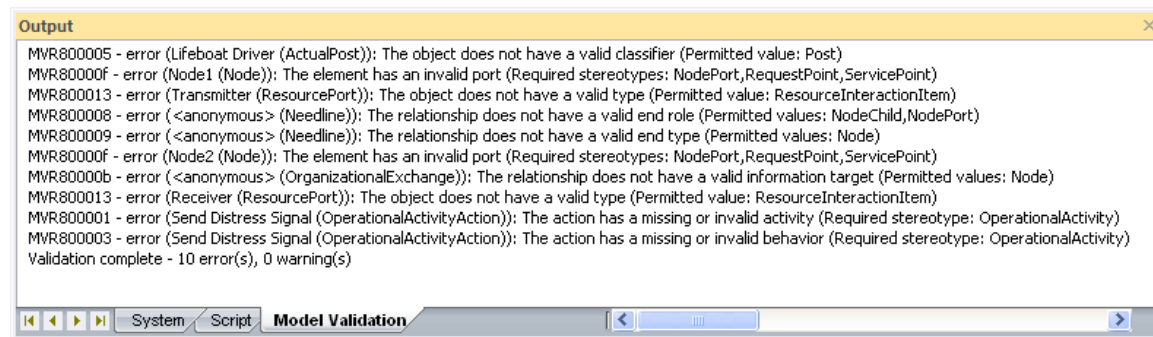 Output
MVR800005 - error (Lifeboat Driver (ActualPost)): The object does not have a valid classifier (Permitted value: Post)
MVR80000f - error (Node1 (Node)): The element has an invalid port (Required stereotypes: NodePort,RequestPoint,ServicePoint)
MVR800013 - error (Transmitter (ResourcePort)): The object does not have a valid type (Permitted value: ResourceInteractionItem)
MVR800008 - error (<anonymous> (Needline)): The relationship does not have a valid end role (Permitted values: NodeChild,NodePort)
MVR800009 - error (<anonymous> (Needline)): The relationship does not have a valid end type (Permitted values: Node)
MVR80000f - error (Node2 (Node)): The element has an invalid port (Required stereotypes: NodePort,RequestPoint,ServicePoint)
MVR80000b - error (<anonymous> (OrganizationalExchange)): The relationship does not have a valid information target (Permitted values: Node)
MVR800013 - error (Receiver (ResourcePort)): The object does not have a valid type (Permitted value: ResourceInteractionItem)
MVR800001 - error (Send Distress Signal (OperationalActivityAction)): The action has a missing or invalid activity (Required stereotype: OperationalActivity)
MVR800003 - error (Send Distress Signal (OperationalActivityAction)): The action has a missing or invalid behavior (Required stereotype: OperationalActivity)
Validation complete - 10 error(s), 0 warning(s)
System Script Model Validation